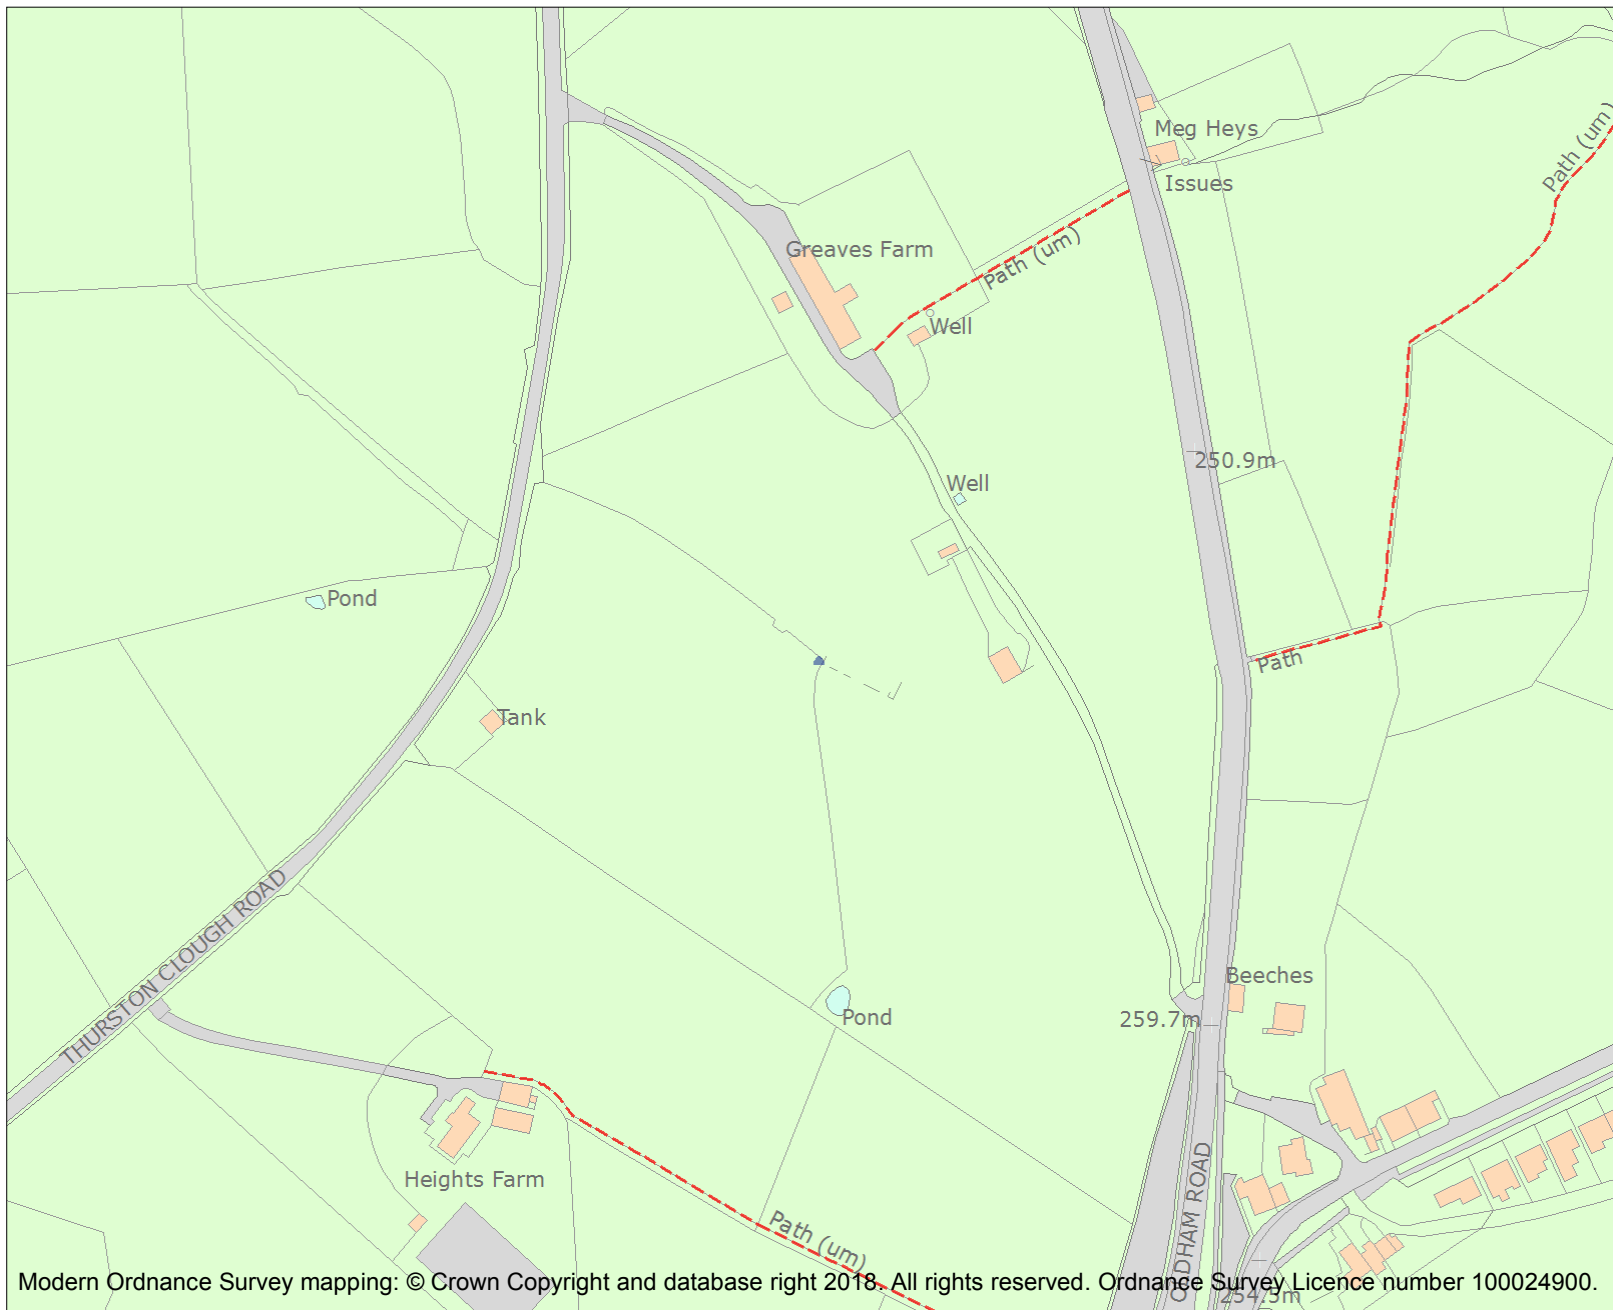 Meg Heys
Path (um)
Issues
Greaves Farm
Path (um)
Well
250.9m
Well
Pond
Path
Tank
THURSTON CLOUGH ROAD
Beeches
Pond
259.7m
Heights Farm
OLDHAM ROAD
Path (um)
Modern Ordnance Survey mapping: © Crown Copyright and database right 2018. All rights reserved. Ordnance Survey Licence number 100024900.
254.5m